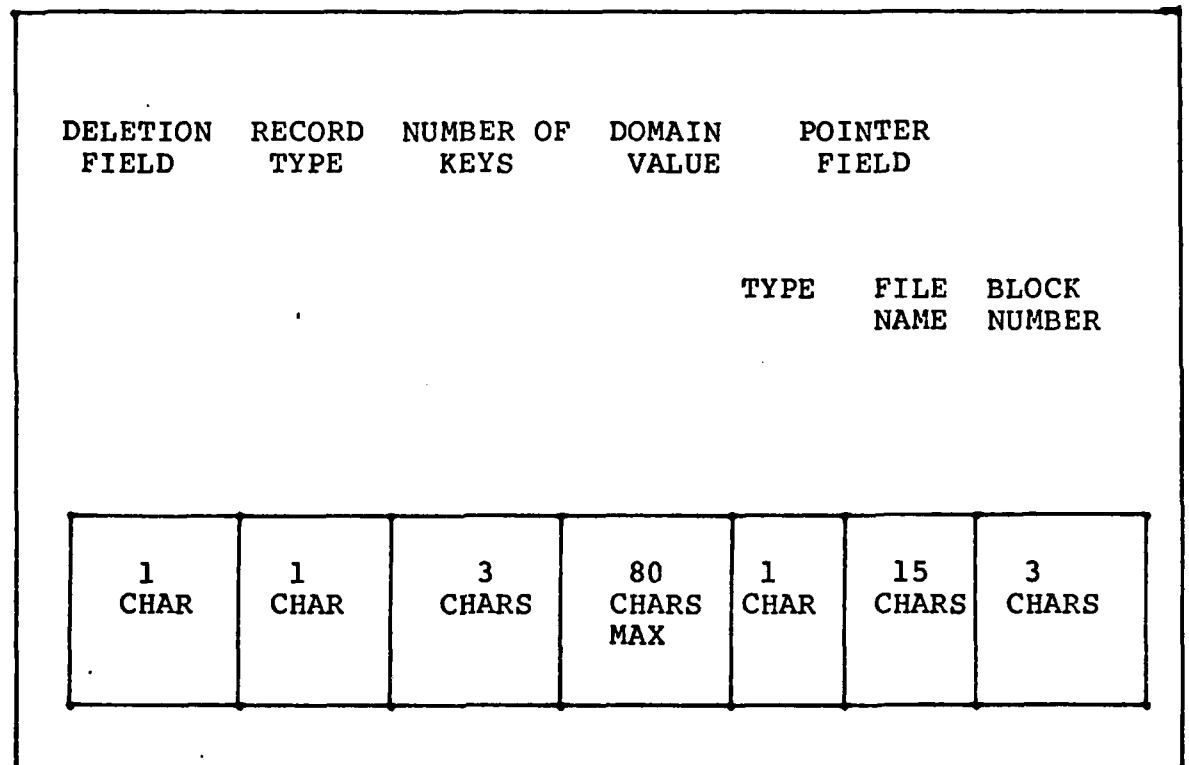 DELETION RECORD NUMBER OF DOMAIN POINTER
FIELD TYPE KEYS VALUE FIELD
TYPE FILE BLOCK
NAME NUMBER
1 1 3 80 1 15 3
CHAR CHAR CHARS CHARS CHAR CHARS CHARS
MAX